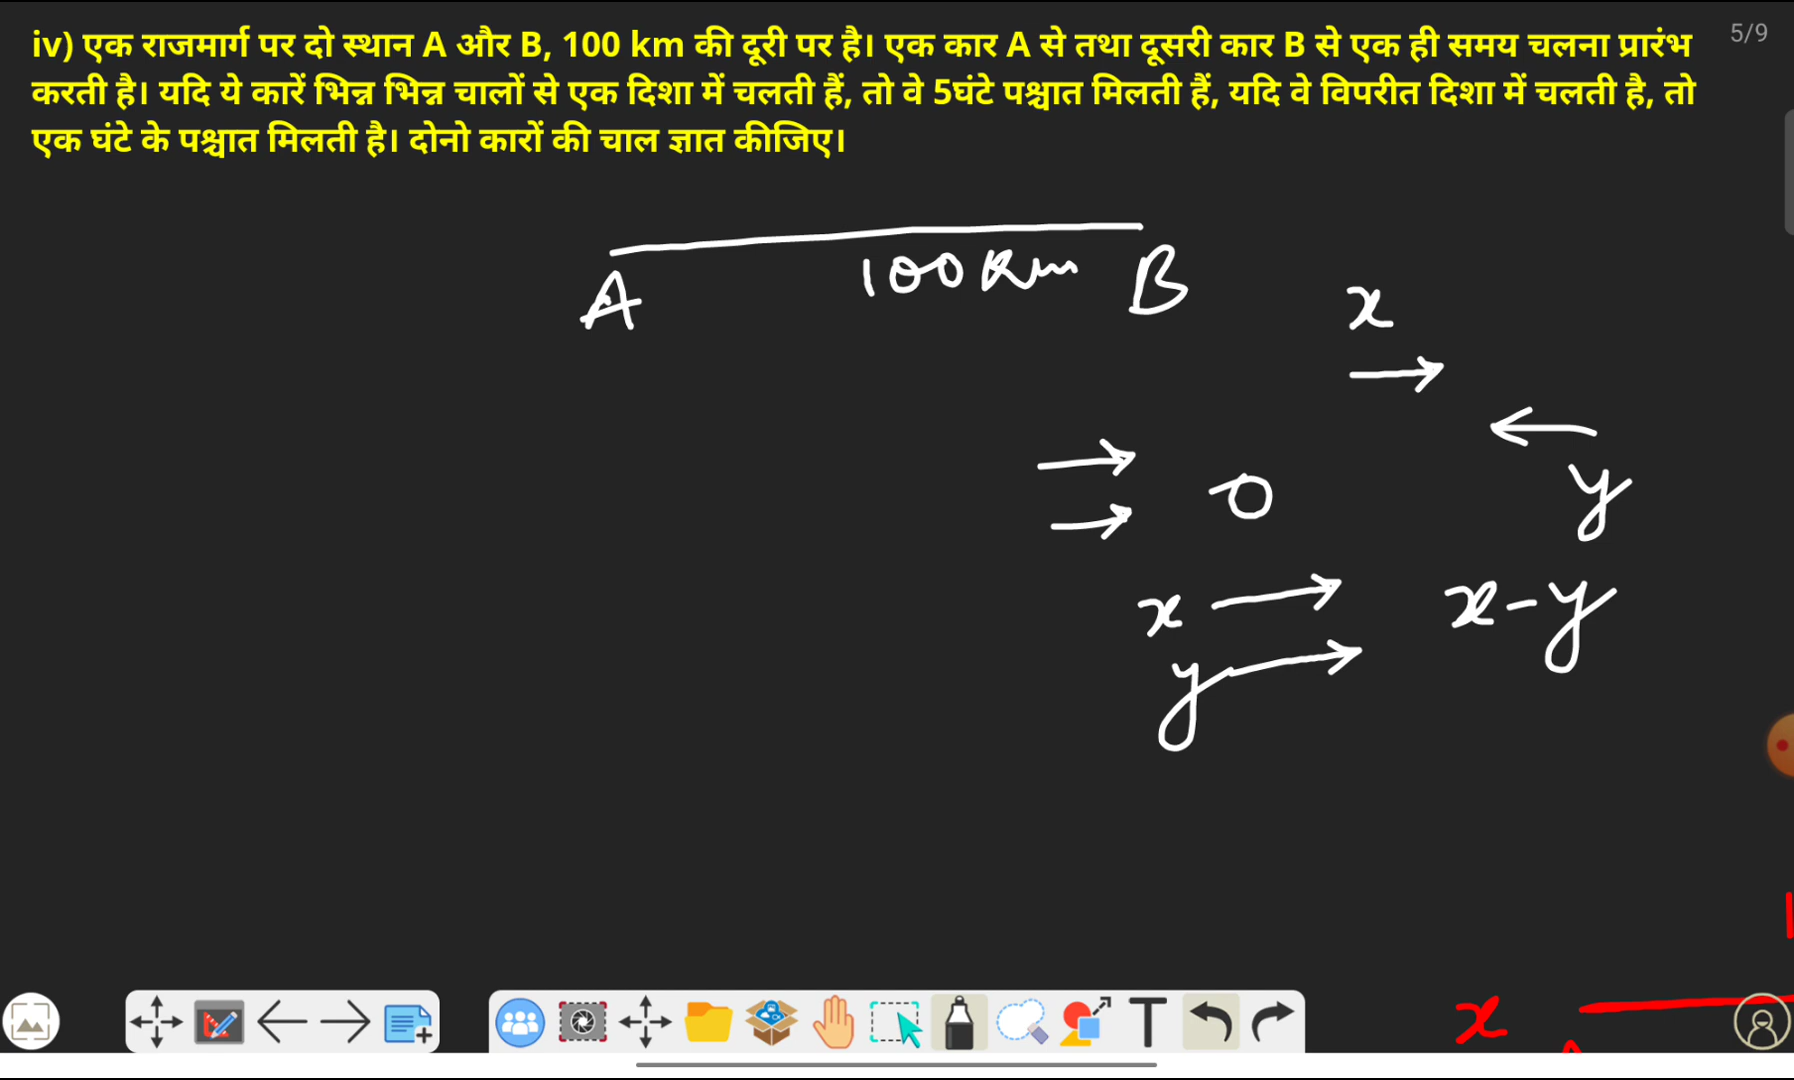 iv) एक राजमार्ग पर दो स्थान A और B, 100 km की दूरी पर है। एक कार A से तथा दूसरी कार B से एक ही समय चलना प्रारंभ
5/9
करती है। यदि ये कारें भिन्न भिन्न चालों से एक दिशा में चलती हैं, तो वे 5घंटे पश्चात मिलती हैं, यदि वे विपरीत दिशा में चलती है, तो
एक घंटे के पश्चात मिलती है। दोनो कारों की चाल ज्ञात कीजिए।
A 100 Km B
x
y
x
x-y
y
x